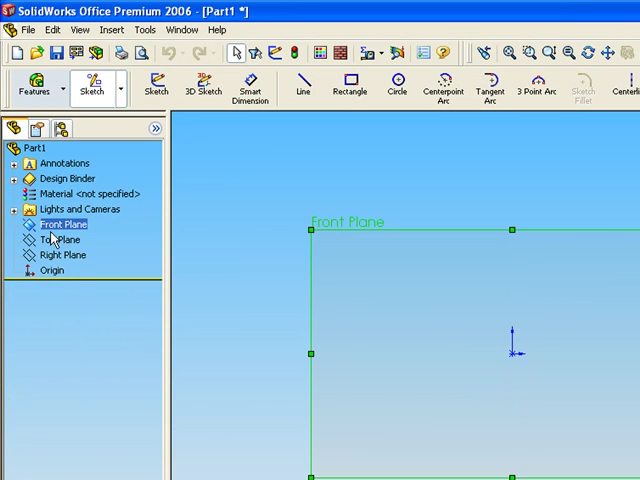 SolidWorks Office Premium 2006 - [Part1 *]
File Edit View Insert Tools Window Help
Features Sketch Sketch 3D Sketch Smart Dimension Line Rectangle Circle Centerpoint Arc Tangent Arc 3 Point Arc Sketch Fillet Centerli
Part1
Annotations
Design Binder
Material <not specified>
Lights and Cameras
Front Plane
Front Plane
Right Plane
Origin